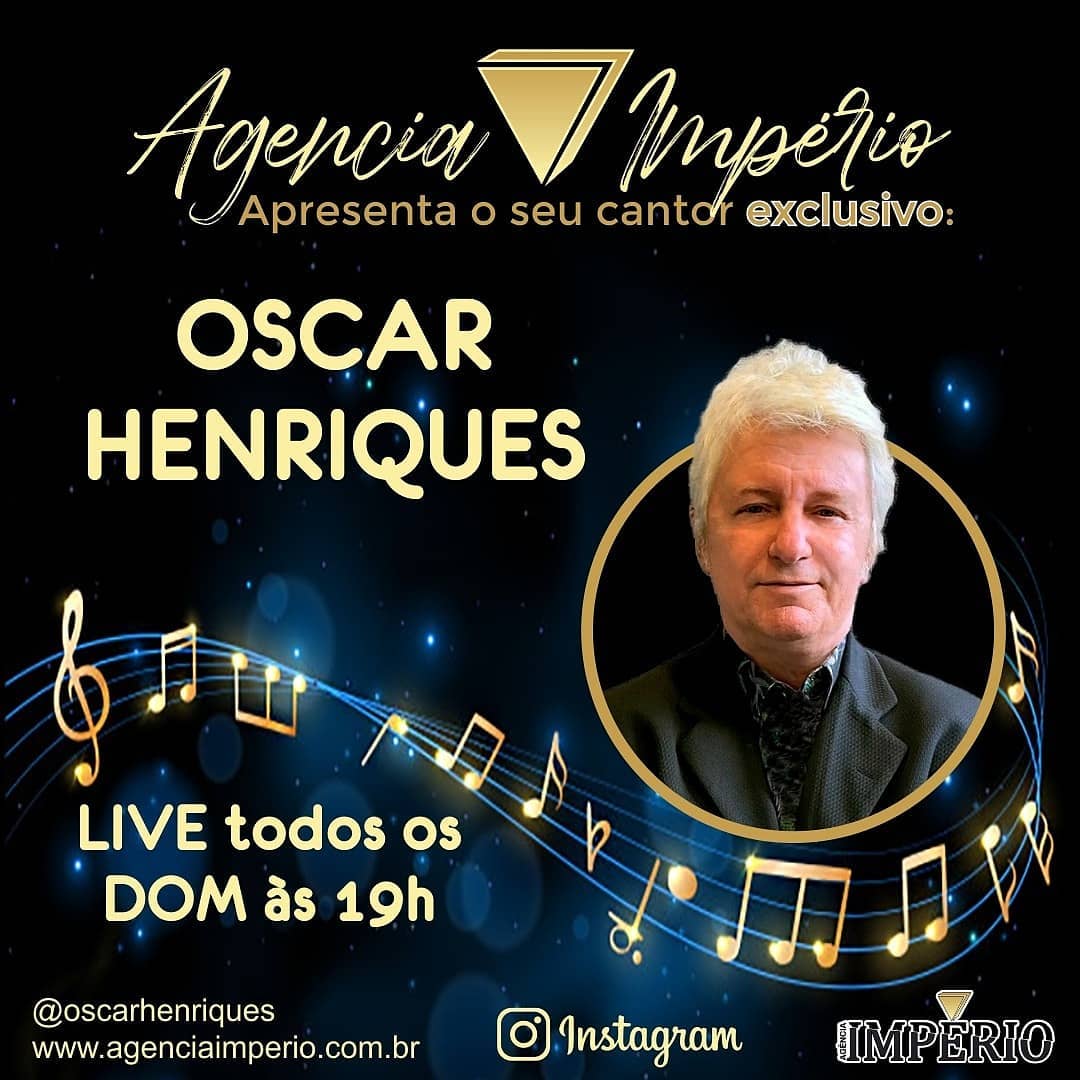 Agencia Império
Apresenta o seu cantor exclusivo:
OSCAR
HENRIQUES
LIVE todos os
DOM às 19h
@oscarhenriques
www.agenciaimperio.com.br
Instagram
AGÊNCIA
IMPÉRIO